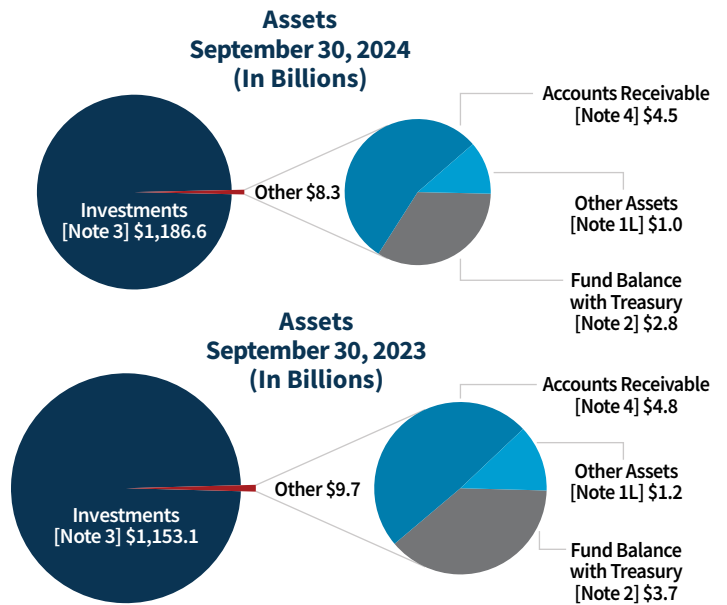 Assets
September 30, 2024
(In Billions)
Investments
[Note 3] $1,186.6
Other $8.3
Accounts Receivable
[Note 4] $4.5
Other Assets
[Note 1L] $1.0
Fund Balance
with Treasury
[Note 2] $2.8
Assets
September 30, 2023
(In Billions)
Investments
[Note 3] $1,153.1
Other $9.7
Accounts Receivable
[Note 4] $4.8
Other Assets
[Note 1L] $1.2
Fund Balance
with Treasury
[Note 2] $3.7